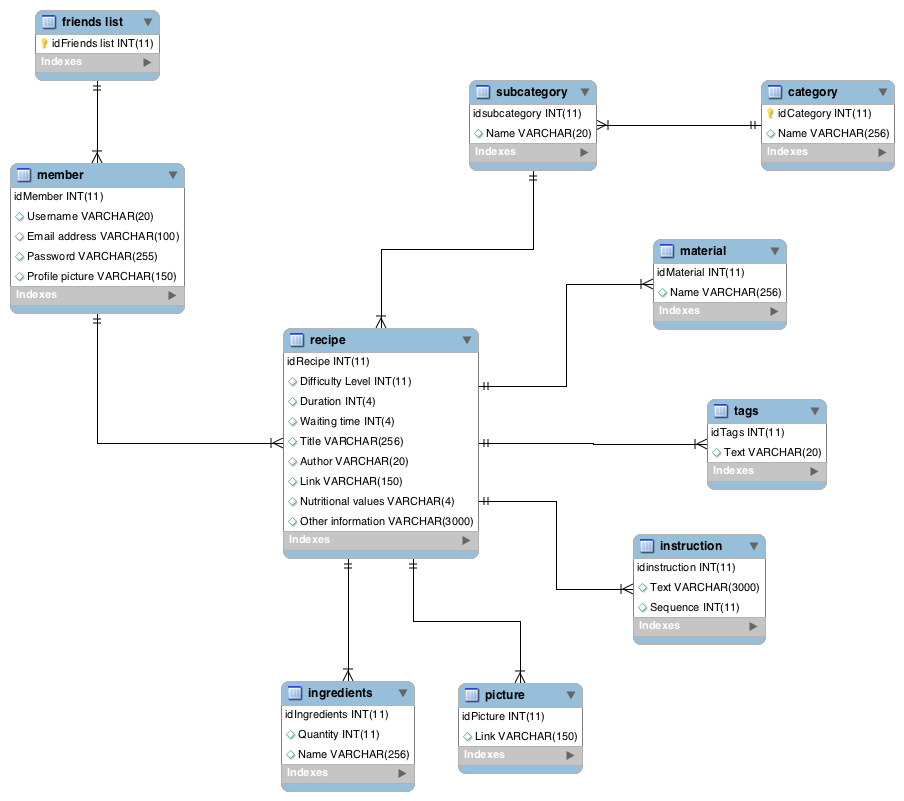 friends list
idFriends list INT(11)
Indexes
member
idMember INT(11)
Username VARCHAR(20)
Email address VARCHAR(100)
Password VARCHAR(255)
Profile picture VARCHAR(150)
Indexes
subcategory
idsubcategory INT(11)
Name VARCHAR(20)
Indexes
category
idCategory INT(11)
Name VARCHAR(256)
Indexes
material
idMaterial INT(11)
Name VARCHAR(256)
Indexes
recipe
idRecipe INT(11)
Difficulty Level INT(11)
Duration INT(4)
Waiting time INT(4)
Title VARCHAR(256)
Author VARCHAR(20)
Link VARCHAR(150)
Nutritional values VARCHAR(4)
Other information VARCHAR(3000)
Indexes
tags
idTags INT(11)
Text VARCHAR(20)
Indexes
instruction
idinstruction INT(11)
Text VARCHAR(3000)
Sequence INT(11)
Indexes
ingredients
idIngredients INT(11)
Quantity INT(11)
Name VARCHAR(256)
Indexes
picture
idPicture INT(11)
Link VARCHAR(150)
Indexes